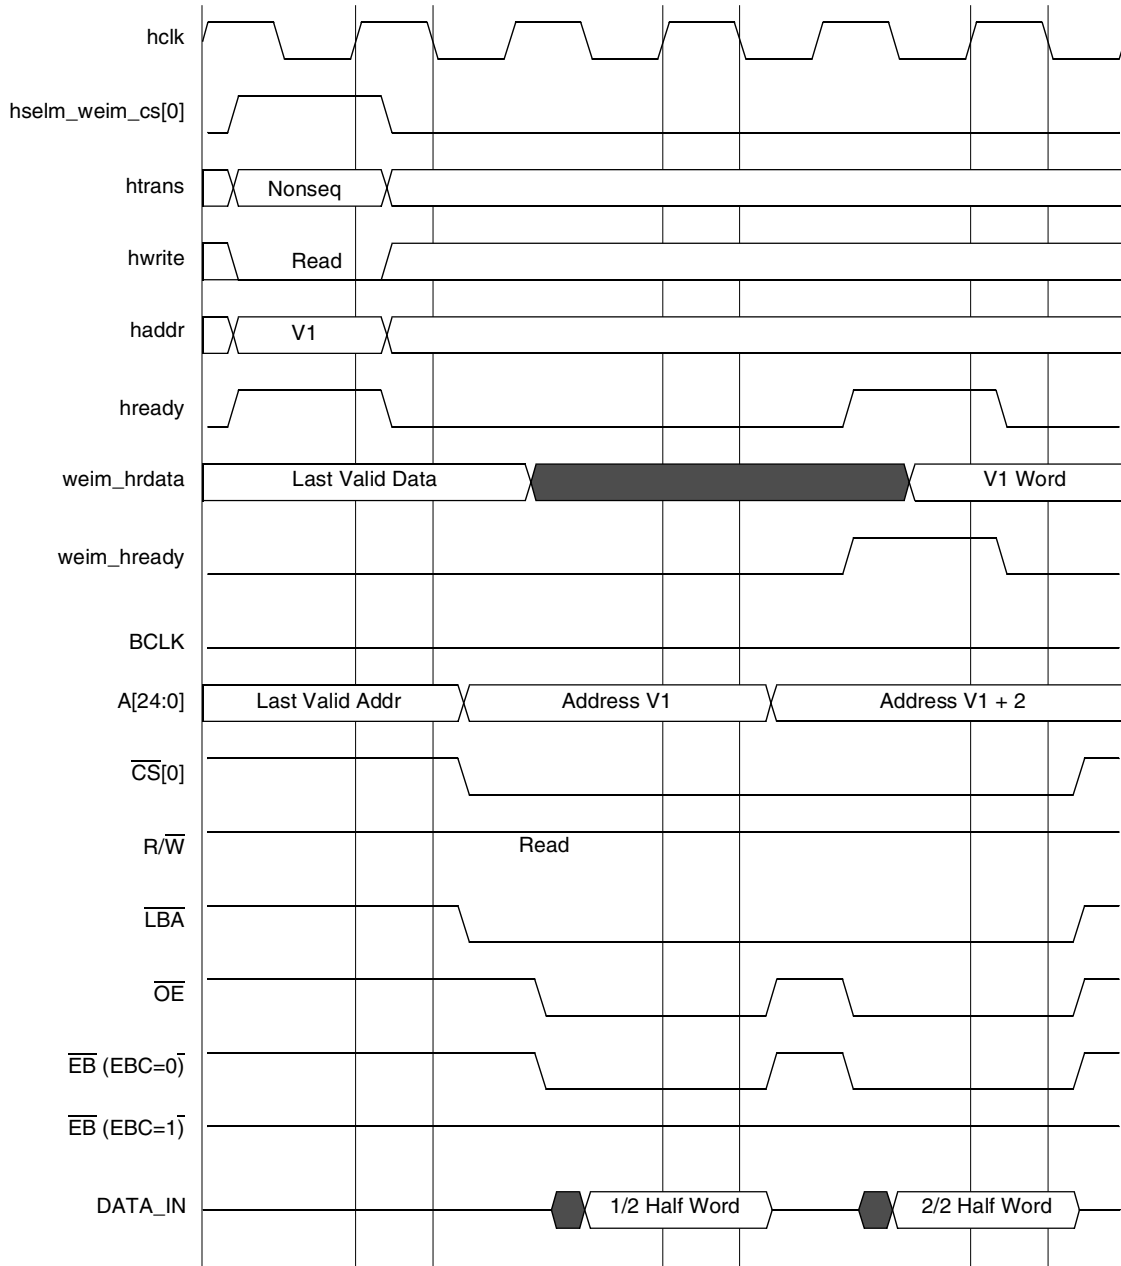 hclk
hselm_weim_cs[0]
htrans Nonseq
hwrite Read
haddr V1
hready
weim_hrdata Last Valid Data V1 Word
weim_hready
BCLK
A[24:0] Last Valid Addr Address V1 Address V1 + 2
CS[0]
R/W Read
LBA
OE
EB (EBC=0)
EB (EBC=1)
DATA_IN 1/2 Half Word 2/2 Half Word